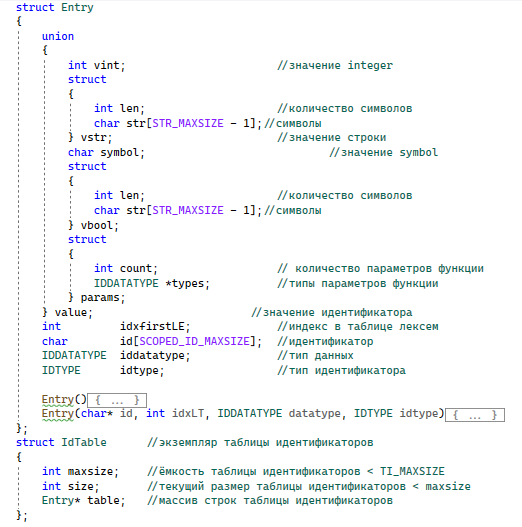 struct Entry
{
union
{
int vint; //значение integer
struct
{
int len; //количество символов
char str[STR_MAXSIZE - 1];//символы
} vstr; //значение строки
char symbol; //значение symbol
struct
{
int len; //количество символов
char str[STR_MAXSIZE - 1];//символы
} vbool;
struct
{
int count; // количество параметров функции
IDDATATYPE *types; //типы параметров функции
} params;
} value; //значение идентификатора
int idxfirstLE; //индекс в таблице лексем
char id[SCOPED_ID_MAXSIZE]; //идентификатор
IDDATATYPE iddatatype; //тип данных
IDTYPE idtype; //тип идентификатора
Entry(){ ... }
Entry(char* id, int idxLT, IDDATATYPE datatype, IDTYPE idtype){ ... }
};
struct IdTable //экземпляр таблицы идентификаторов
{
int maxsize; //ёмкость таблицы идентификаторов < TI_MAXSIZE
int size; //текущий размер таблицы идентификаторов < maxsize
Entry* table; //массив строк таблицы идентификаторов
};